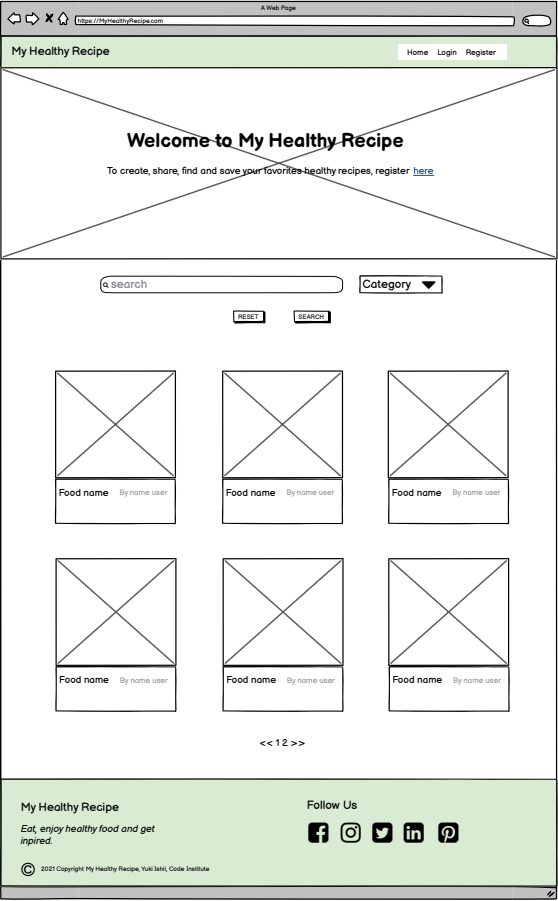 A Web Page
https://MyHealthyRecipe.com
My Healthy Recipe Home Login Register
Welcome to My Healthy Recipe
To create, share, find and save your favorites healthy recipes, register here
search Category
RESET SEARCH
Food name By name user Food name By name user Food name By name user
Food name By name user Food name By name user Food name By name user
<< 1 2 >>
My Healthy Recipe Follow Us
Eat, enjoy healthy food and get
inpired.
© 2021 Copyright My Healthy Recipe, Yuki Ishii, Code Institute